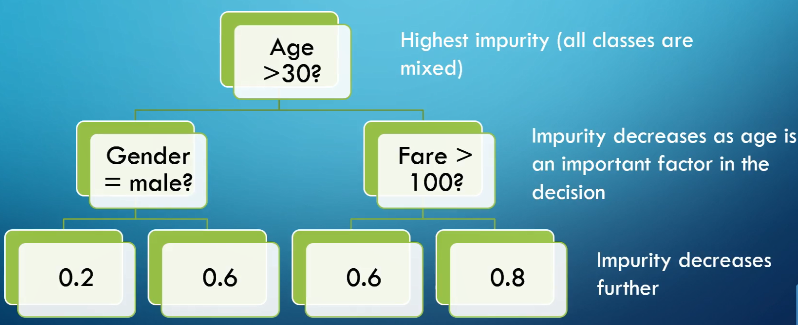 Age
>30?
Highest impurity (all classes are
mixed)
Gender
= male?
Fare >
100?
Impurity decreases as age is
an important factor in the
decision
0.2
0.6
0.6
0.8
Impurity decreases
further